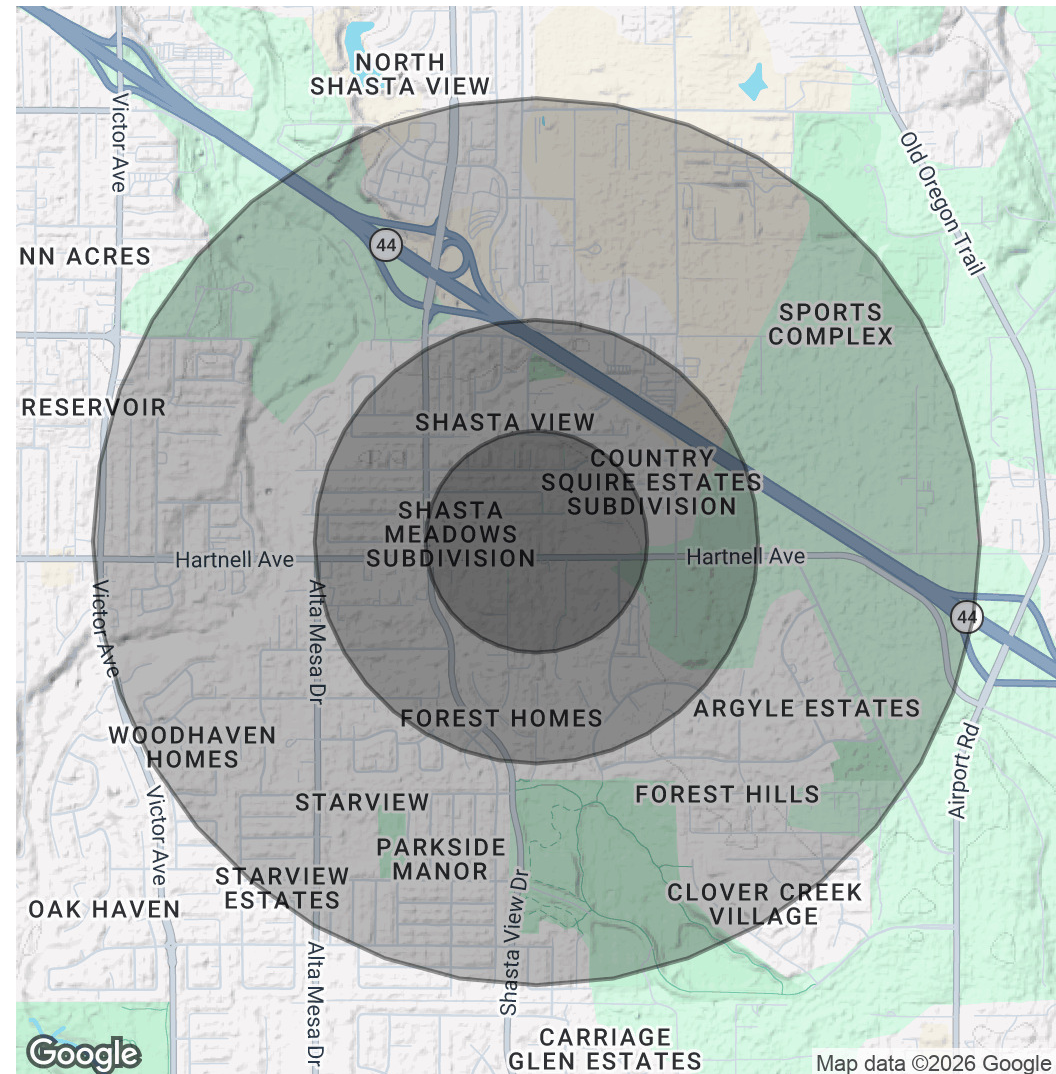 NORTH
SHASTA VIEW
Victor Ave
Old Oregon Trail
44
NN ACRES
SPORTS
COMPLEX
RESERVOIR
SHASTA VIEW
COUNTRY
SQUIRE ESTATES
SUBDIVISION
SHASTA
MEADOWS
SUBDIVISION
Hartnell Ave
Hartnell Ave
Victor Ave
Alta Mesa Dr
44
FOREST HOMES
ARGYLE ESTATES
WOODHAVEN
HOMES
Airport Rd
STARVIEW
FOREST HILLS
Victor Ave
PARKSIDE
MANOR
STARVIEW
ESTATES
CLOVER CREEK
VILLAGE
OAK HAVEN
Shasta View Dr
Alta Mesa Dr
CARRIAGE
GLEN ESTATES
Google
Map data ©2026 Google